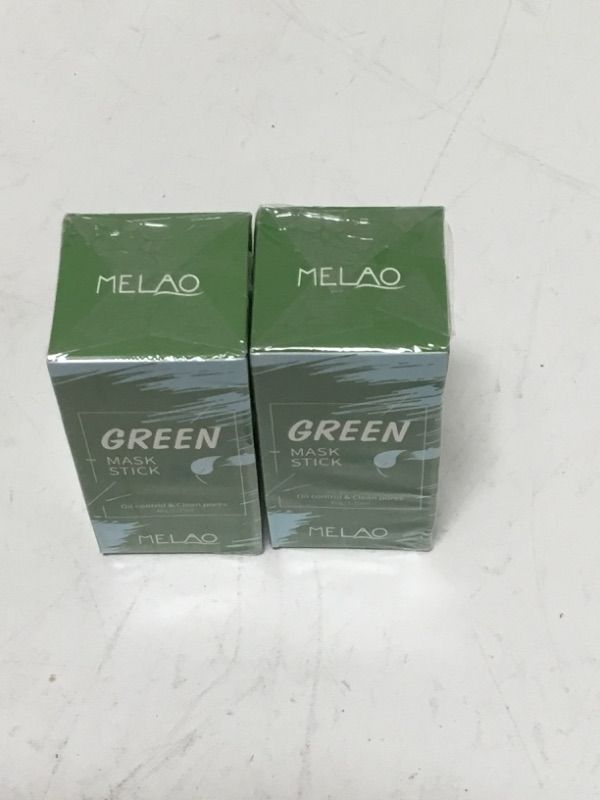 MELAO
GREEN
MASK
STICK
Oil control & Clean pores
MELAO
MELAO
GREEN
MASK
STICK
Oil control & Clean pores
MELAO